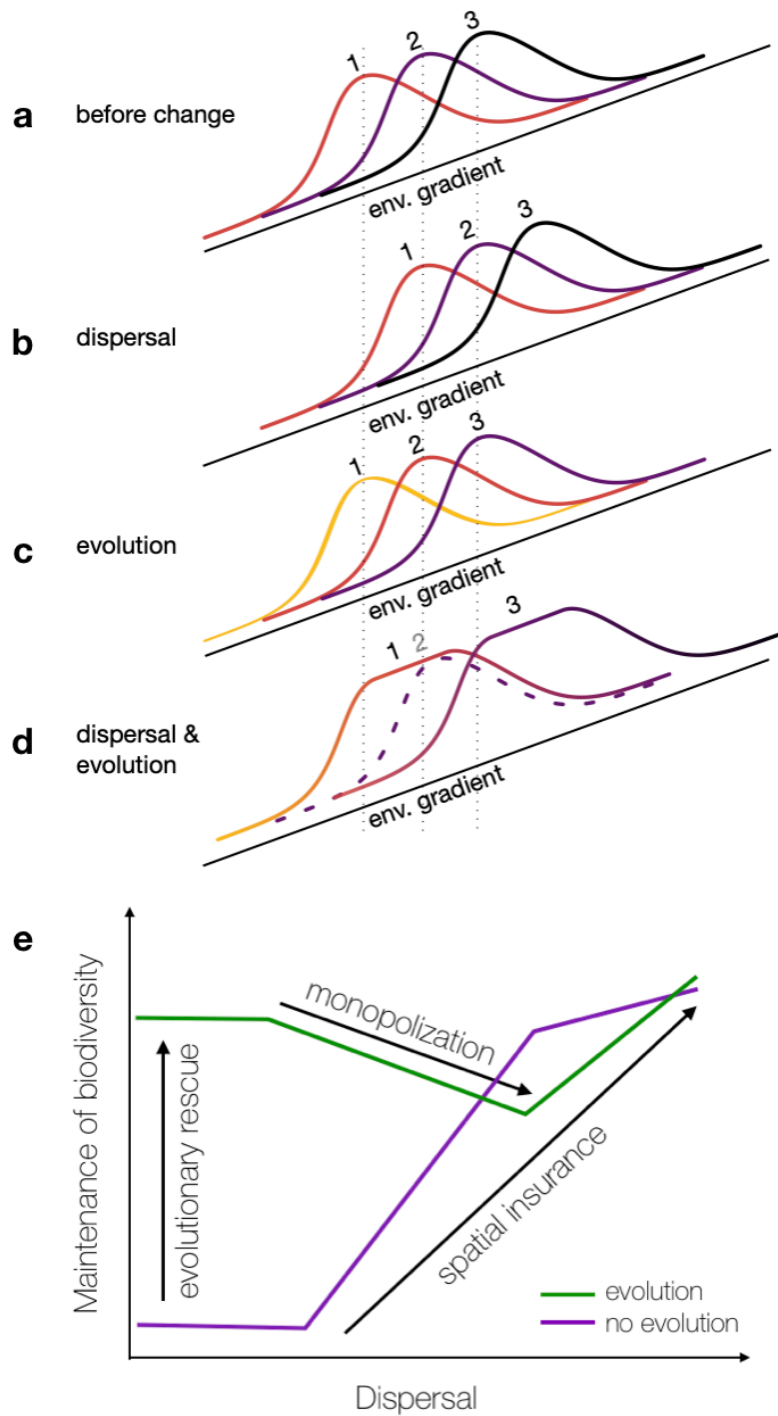 1
2
3
a
before change
env. gradient
1
2
3
b
dispersal
env. gradient
1
2
3
c
evolution
env. gradient
1
2
3
d
dispersal &
evolution
env. gradient
e
Maintenance of biodiversity
evolutionary rescue
monopolization
spatial insurance
evolution
no evolution
Dispersal